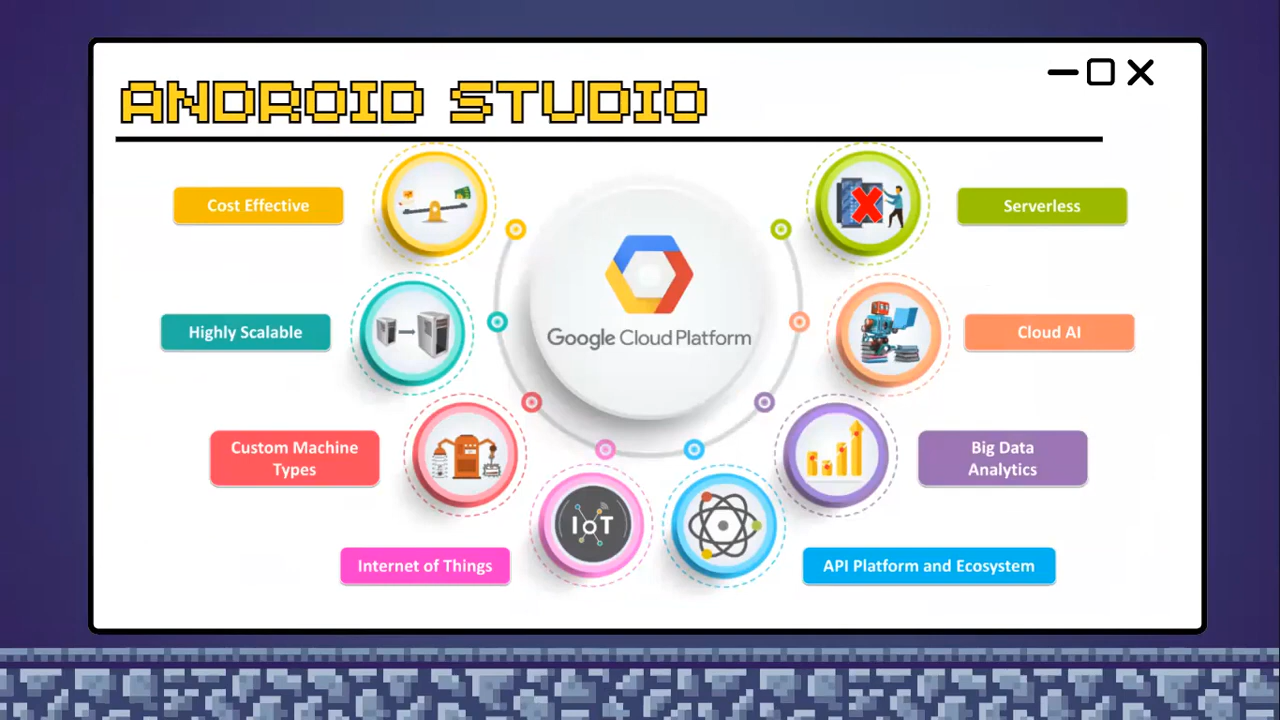 ANDROID STUDIO
Cost Effective
Serverless
Google Cloud Platform
Highly Scalable
Cloud AI
Custom Machine
Types
Big Data
Analytics
IoT
Internet of Things
API Platform and Ecosystem